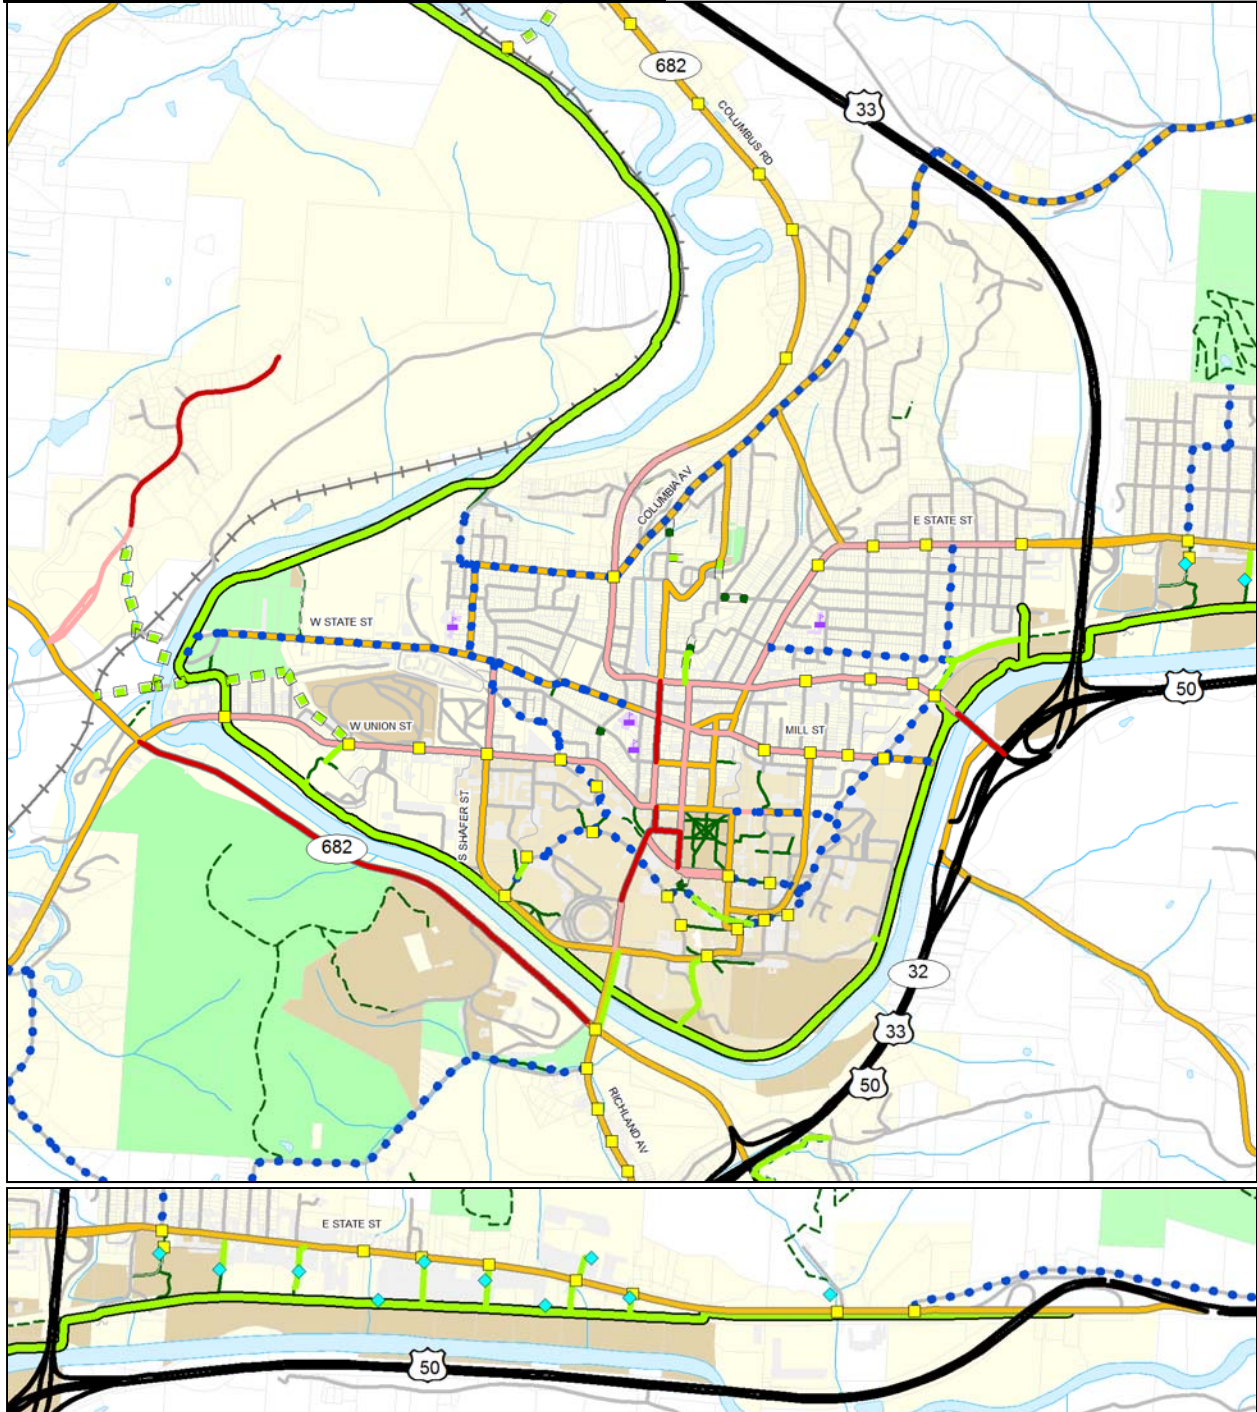 682
33
COLUMBUS RD
COLUMBIA AV
E STATE ST
W STATE ST
50
W UNION ST
MILL ST
S SHAFER ST
682
32
33
50
RICHLAND AV
E STATE ST
50